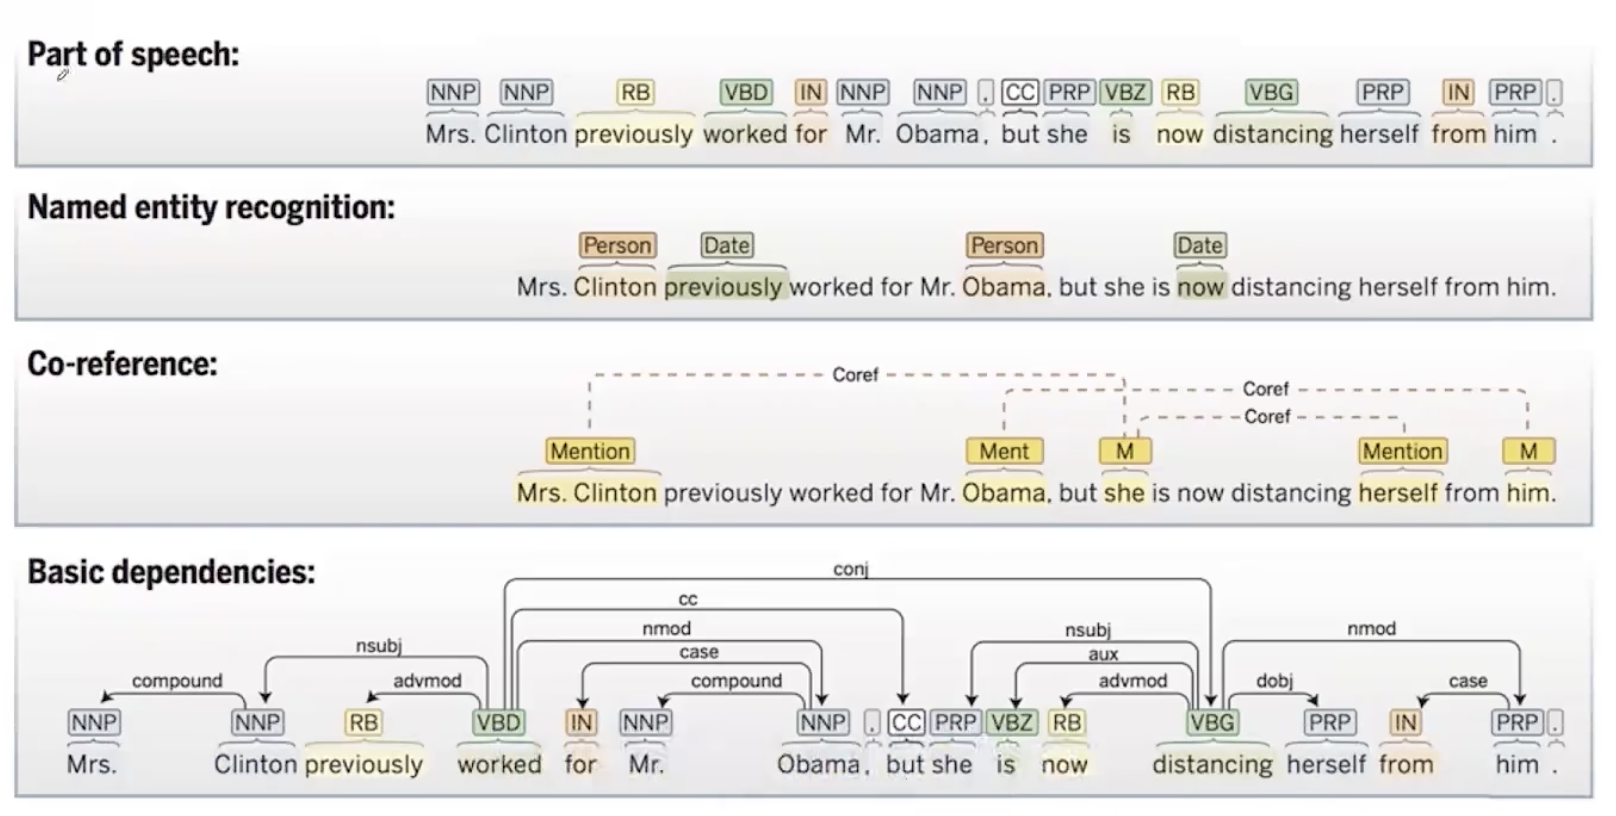 Part of speech:
NNP NNP RB VBD IN NNP NNP , CC PRP VBZ RB VBG PRP IN PRP .
Mrs. Clinton previously worked for Mr. Obama, but she is now distancing herself from him .
Named entity recognition:
Person Date Person Date
Mrs. Clinton previously worked for Mr. Obama, but she is now distancing herself from him.
Co-reference:
Coref
Coref
Coref
Mention Ment M Mention M
Mrs. Clinton previously worked for Mr. Obama, but she is now distancing herself from him.
Basic dependencies:
conj
cc
nmod nsubj nmod
nsubj case aux
compound advmod compound advmod dobj case
NNP NNP RB VBD IN NNP NNP , CC PRP VBZ RB VBG PRP IN PRP .
Mrs. Clinton previously worked for Mr. Obama, but she is now distancing herself from him .